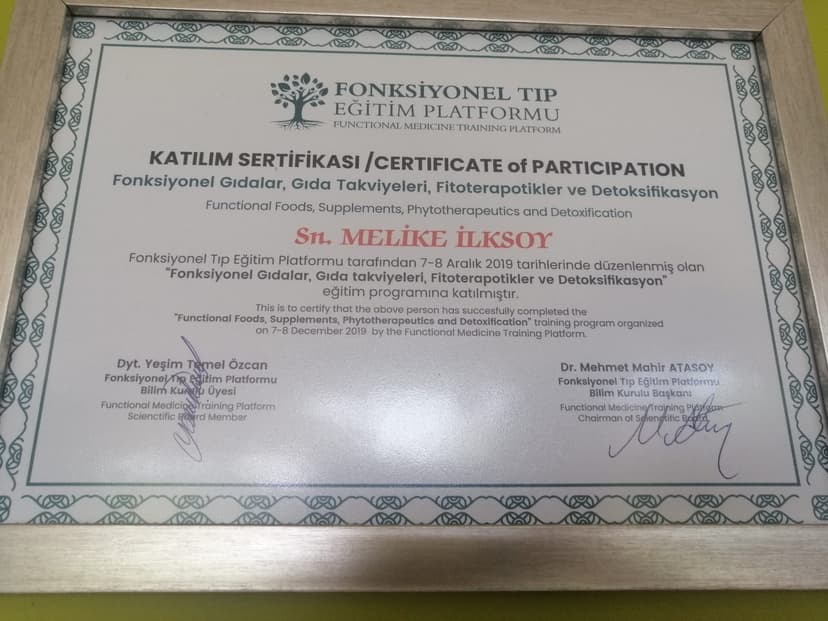 FONKSİYONEL TIP
EĞİTİM PLATFORMU
FUNCTIONAL MEDICINE TRAINING PLATFORM
KATILIM SERTİFİKASI /CERTIFICATE of PARTICIPATION
Fonksiyonel Gıdalar, Gıda Takviyeleri, Fitoterapotikler ve Detoksifikasyon
Functional Foods, Supplements, Phytotherapeutics and Detoxification
Sn. MELİKE İLKSOY
Fonksiyonel Tıp Eğitim Platformu tarafından 7-8 Aralık 2019 tarihlerinde düzenlenmiş olan
"Fonksiyonel Gıdalar, Gıda takviyeleri, Fitoterapotikler ve Detoksifikasyon"
eğitim programına katılmıştır.
This is to certify that the above person has succesfully completed the
"Functional Foods, Supplements, Phytotherapeutics and Detoxification" training program organized
on 7-8 December 2019 by the Functional Medicine Training Platform.
Dyt. Yeşim Temel Özcan
Fonksiyonel Tıp Eğitim Platformu
Bilim Kurulu Üyesi
Functional Medicine Training Platform
Scienctific Board Member
Dr. Mehmet Mahir ATASOY
Fonksiyonel Tıp Eğitim Platformu
Bilim Kurulu Başkanı
Functional Medicine Training Platform
Chairman of Scienctific Board